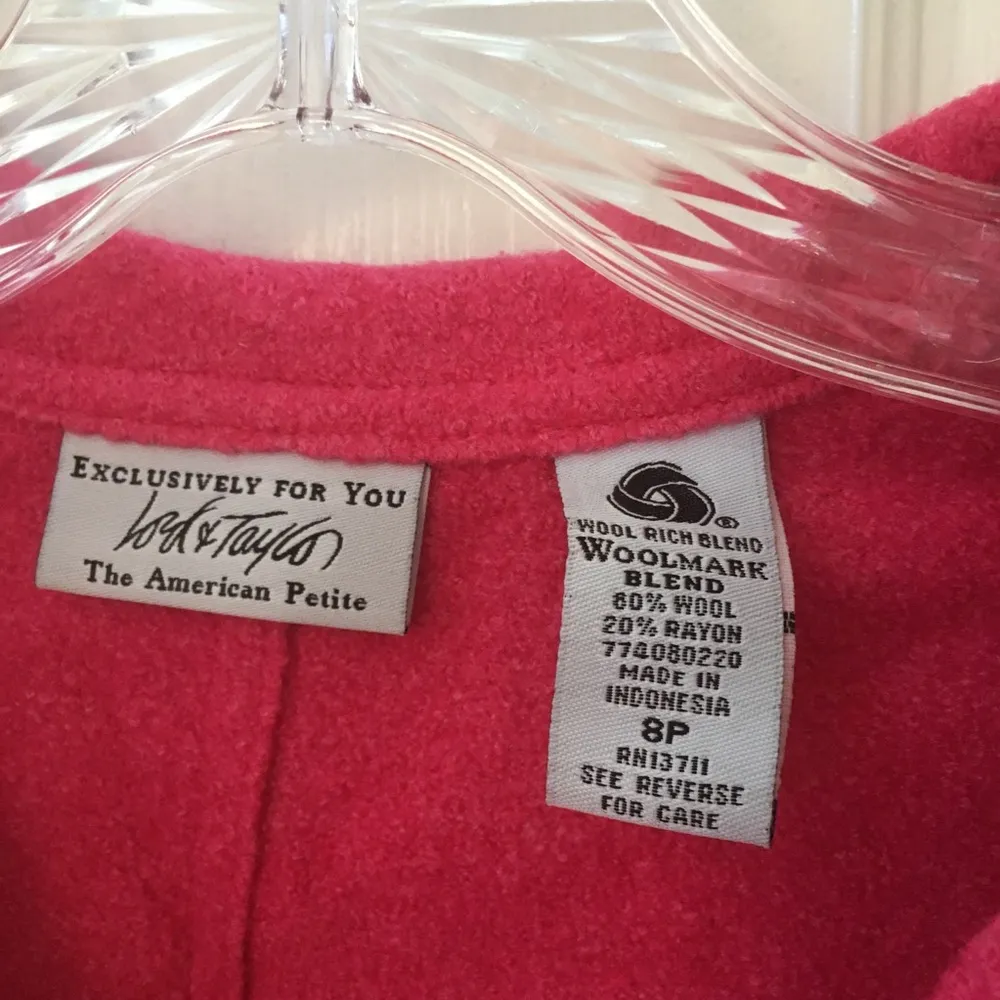 EXCLUSIVELY FOR YOU
Lord & Taylor
The American Petite
®
WOOL RICH BLEND
WOOLMARK
BLEND
80% WOOL
20% RAYON
774080220
MADE IN
INDONESIA
8P
RN13711
SEE REVERSE
FOR CARE